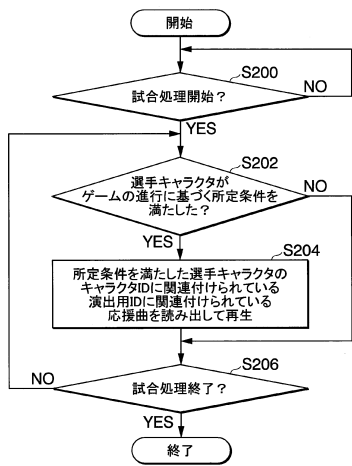 開始
S200
試合処理開始？
NO
YES
S202
選手キャラクタが
ゲームの進行に基づく所定条件を
満たした？
NO
YES
S204
所定条件を満たした選手キャラクタの
キャラクタIDに関連付けられている
演出用IDに関連付けられている
応援曲を読み出して再生
S206
NO
試合処理終了？
YES
終了